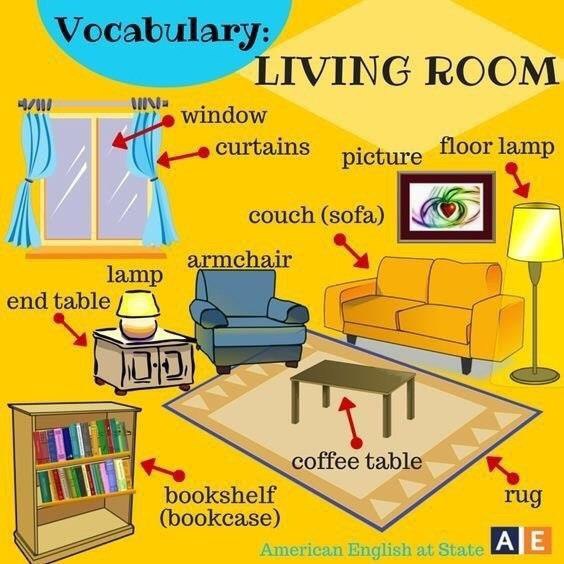 Vocabulary:
LIVING ROOM
window
curtains
picture
floor lamp
couch (sofa)
armchair
lamp
end table
coffee table
bookshelf
(bookcase)
rug
American English at State
AE